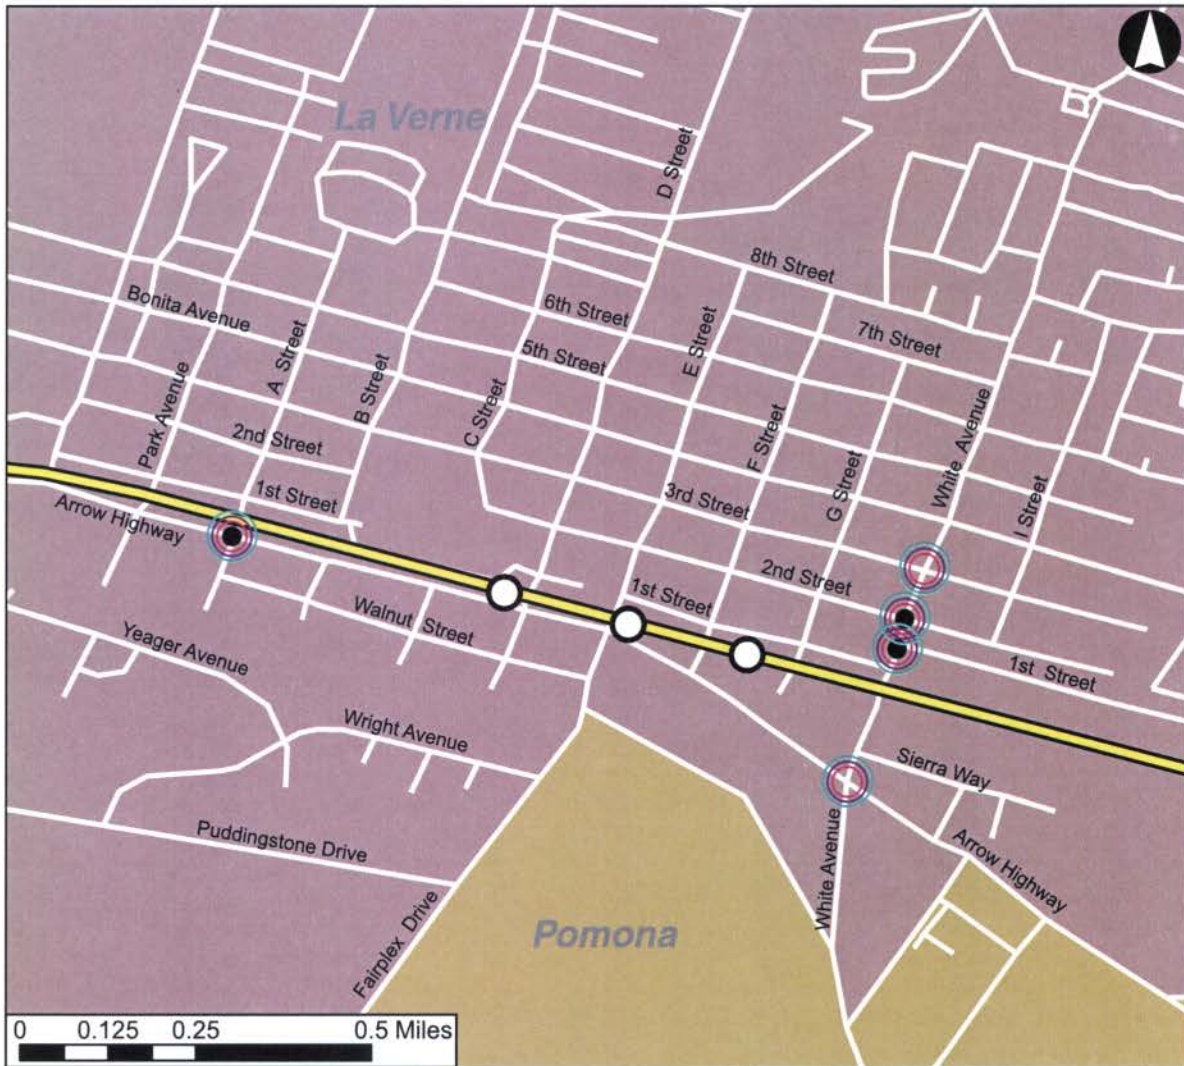 La Verne
D Street
8th Street
Bonita Avenue
6th Street
7th Street
A Street
E Street
5th Street
B Street
White Avenue
Park Avenue
C Street
F Street
2nd Street
I Street
G Street
1st Street
3rd Street
Arrow Highway
2nd Street
1st Street
Walnut Street
Yeager Avenue
1st Street
Wright Avenue
Sierra Way
Puddingstone Drive
Arrow Highway
White Avenue
Pomona
Fairplex Drive
0 0.125 0.25 0.5 Miles